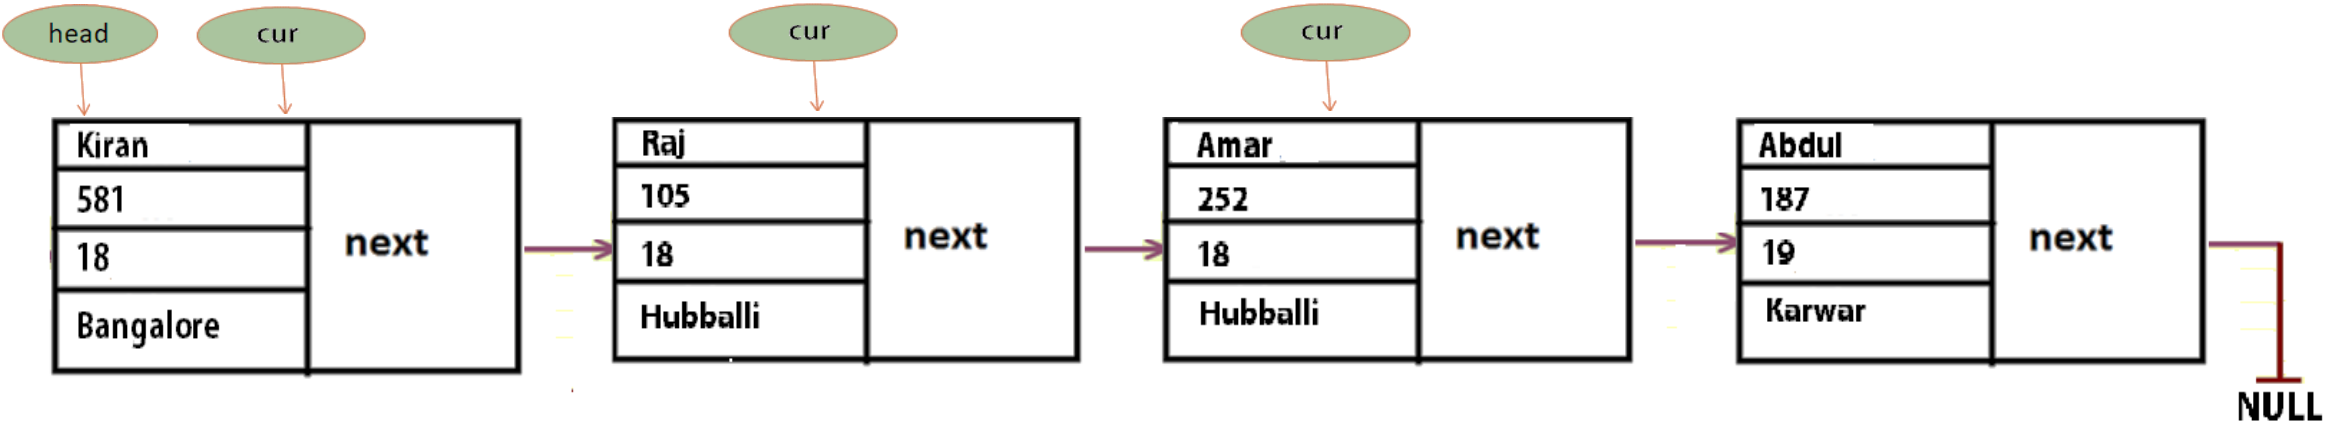 head
cur
cur
cur
Kiran
581
18
Bangalore
next
Raj
105
18
Hubballi
next
Amar
252
18
Hubballi
next
Abdul
187
19
Karwar
next
NULL